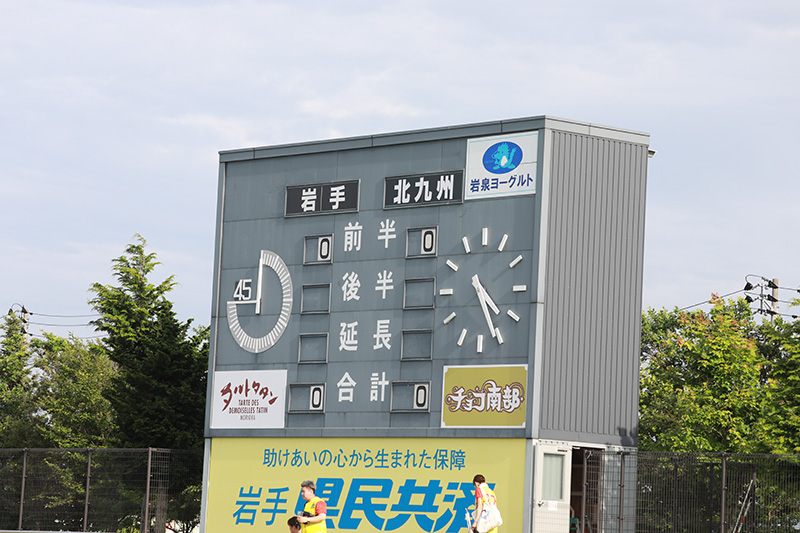 岩泉ヨーグルト
岩手 北九州
0 前半 0
45
後半
延長
0 合計 0
タルトタタン
TARTE DES
DEMOISELLES TATIN
MORIOKA
チョコ南部
助けあいの心から生まれた保障
岩手 県民共済